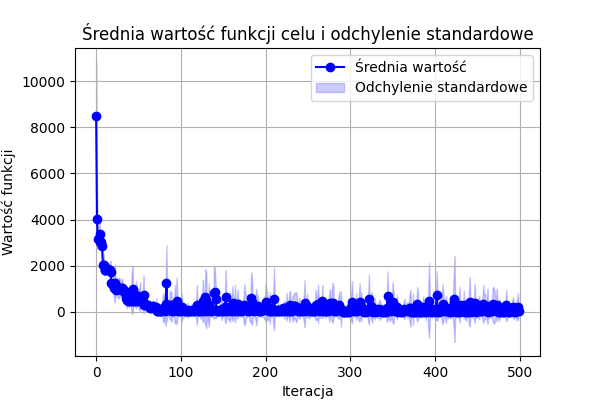 Średnia wartość funkcji celu i odchylenie standardowe
Średnia wartość
Odchylenie standardowe
Wartość funkcji
10000
8000
6000
4000
2000
0
0 100 200 300 400 500
Iteracja